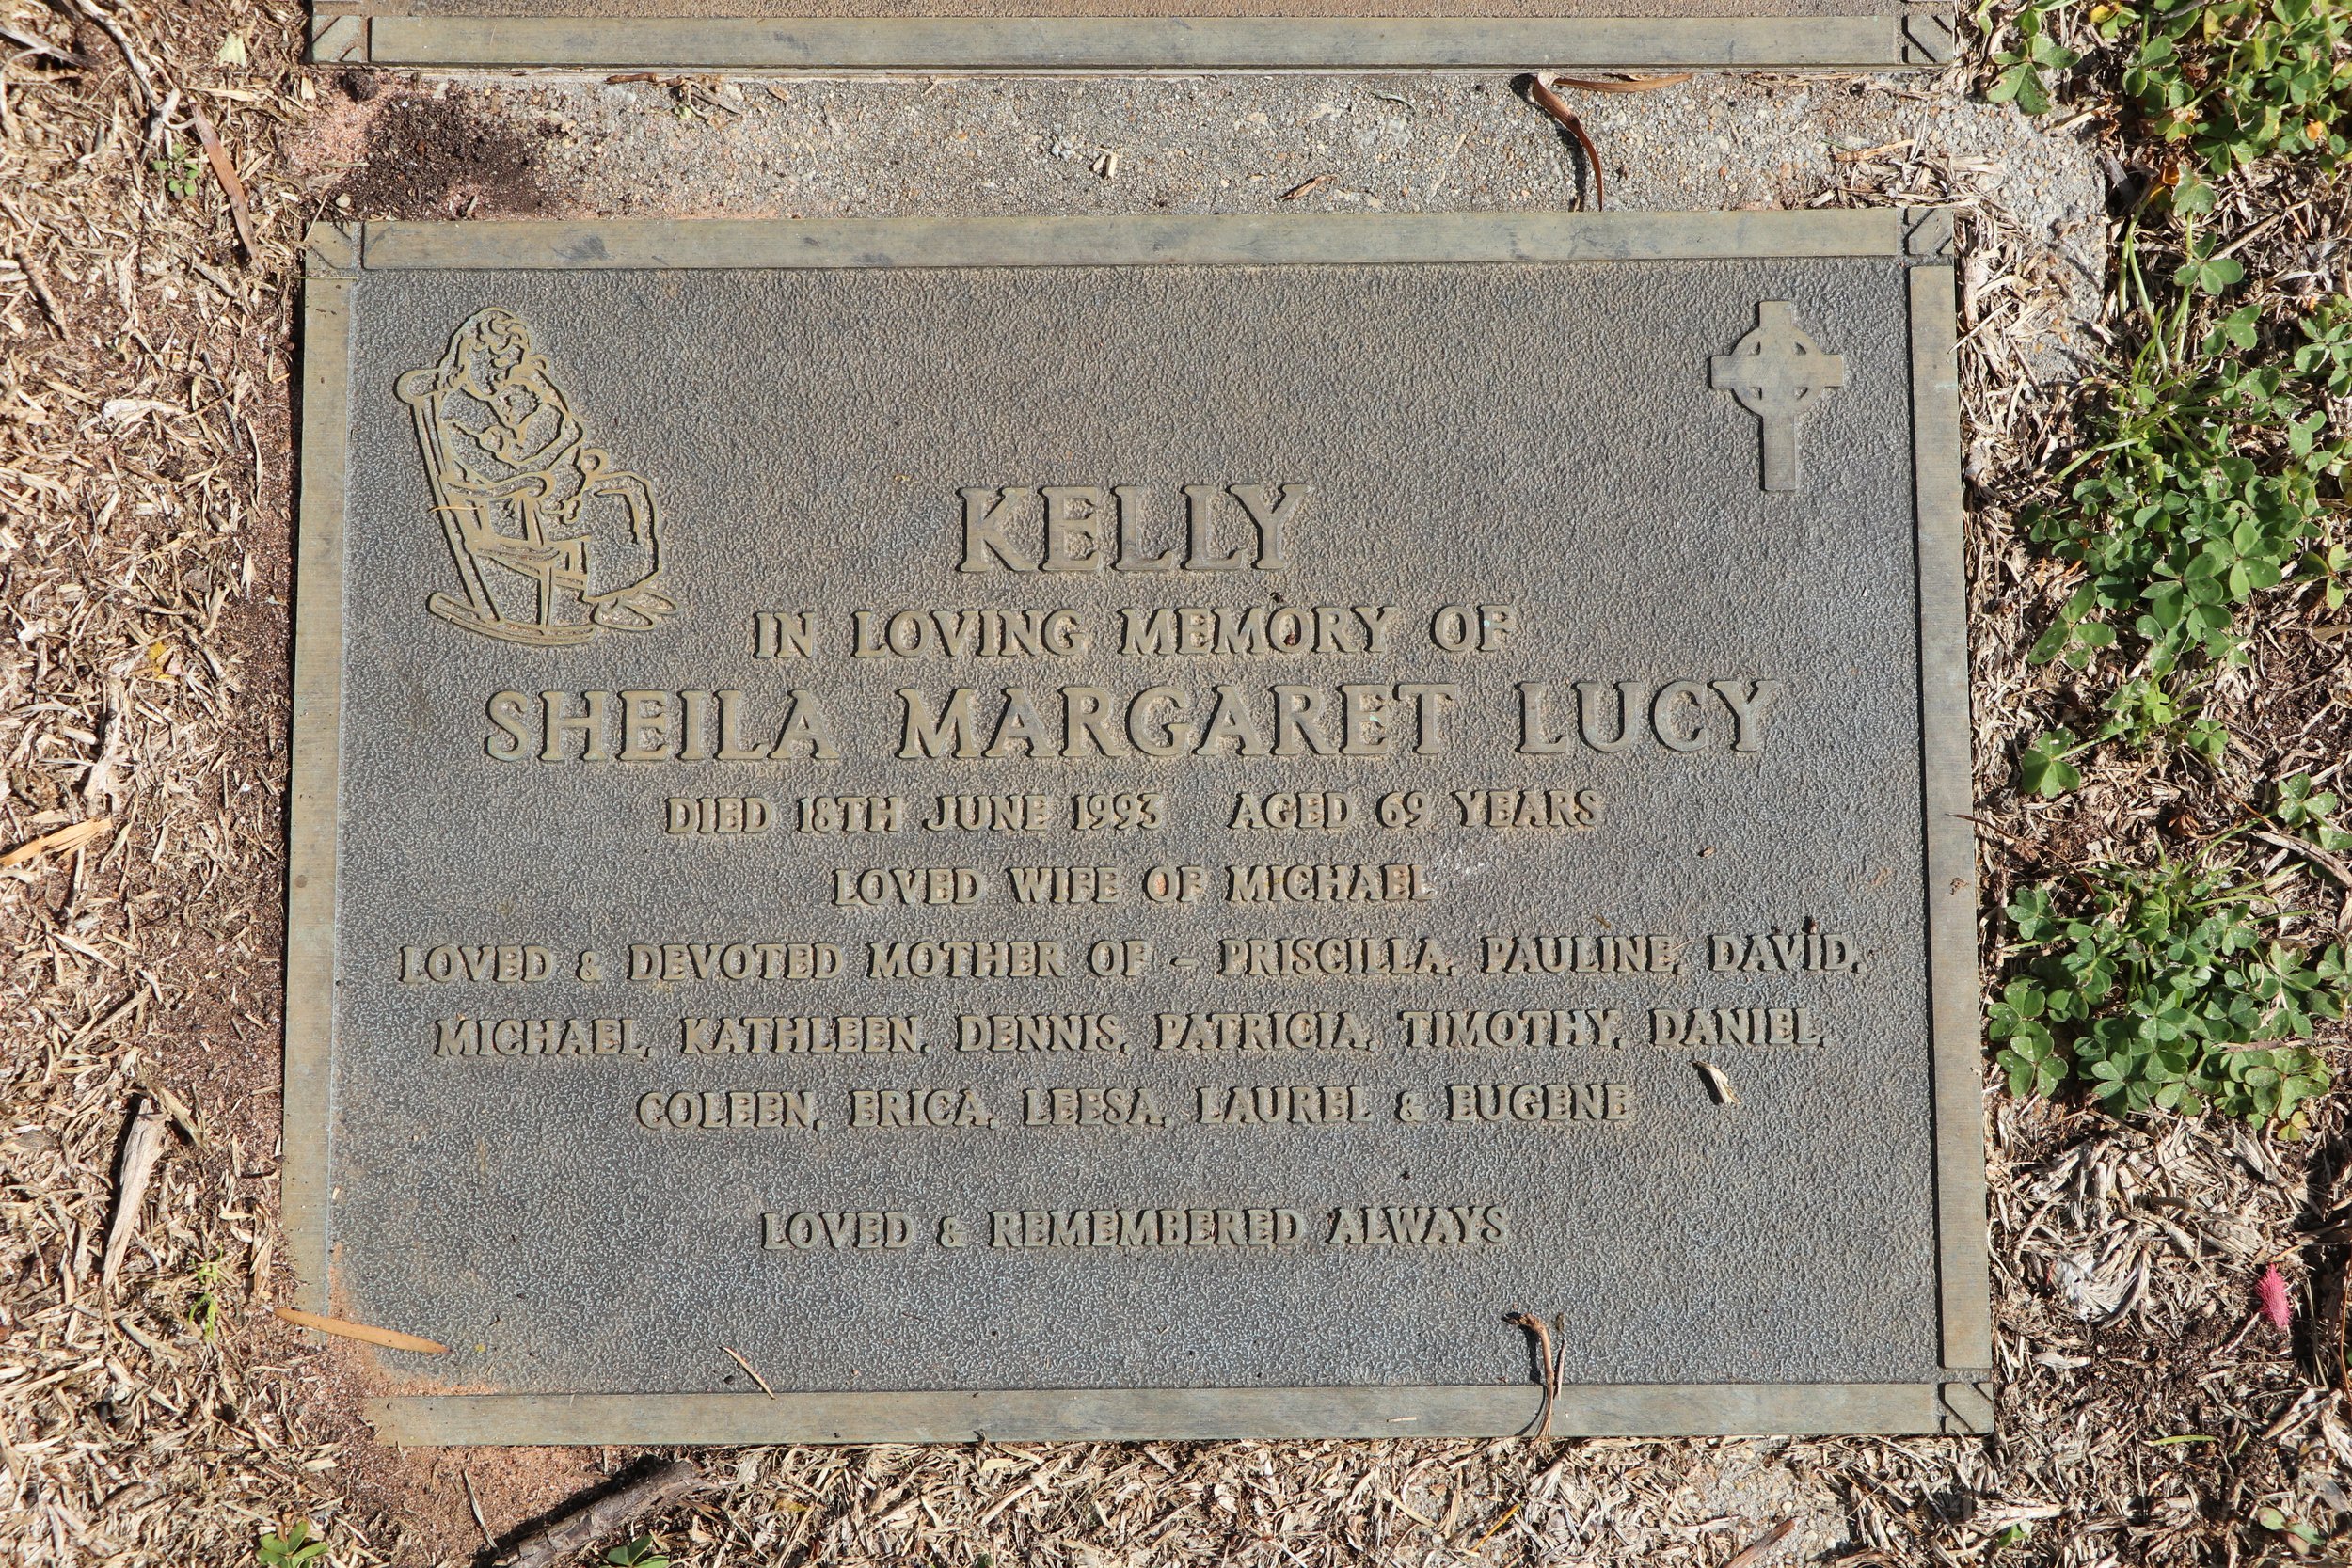 KELLY
IN LOVING MEMORY OF
SHEILA MARGARET LUCY
DIED 18TH JUNE 1993 AGED 69 YEARS
LOVED WIFE OF MICHAEL
LOVED & DEVOTED MOTHER OF - PRISCILLA, PAULINE, DAVID,
MICHAEL, KATHLEEN, DENNIS, PATRICIA, TIMOTHY, DANIEL,
COLEEN, ERICA, LEESA, LAUREL & EUGENE
LOVED & REMEMBERED ALWAYS